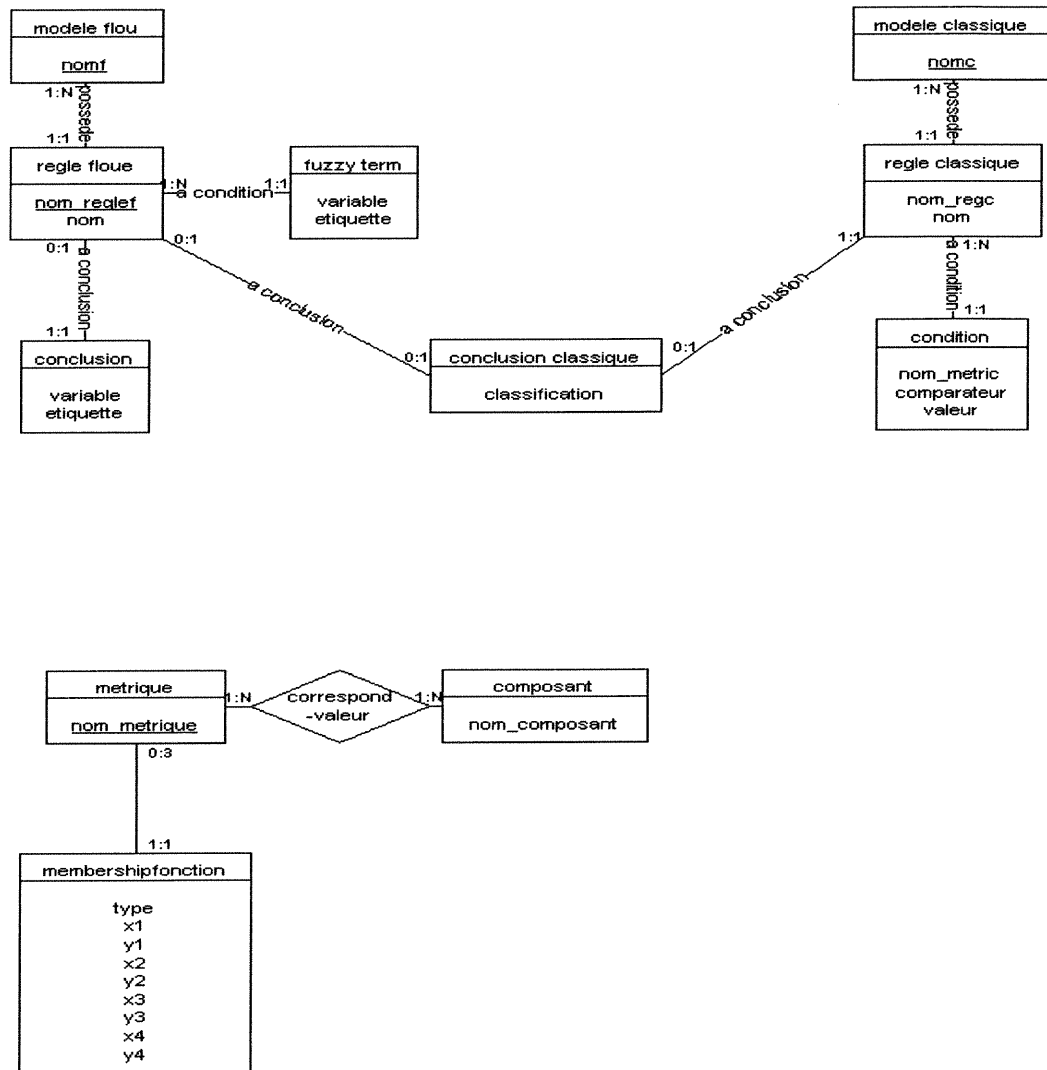 modele flou
nomf
1:N
possede
1:1
regle floue
nom_reglef
nom
1:N
a condition
1:1
fuzzy term
variable
etiquette
0:1
a conclusion
1:1
conclusion
variable
etiquette
0:1
a conclusion
0:1
conclusion classique
classification
0:1
a conclusion
1:1
modele classique
nomc
1:N
possede
1:1
regle classique
nom_regc
nom
1:N
a condition
1:1
condition
nom_metric
comparateur
valeur
metrique
nom_metrique
1:N
correspond
-valeur
1:N
composant
nom_composant
0:3
1:1
membershipfonction
type
x1
y1
x2
y2
x3
y3
x4
y4